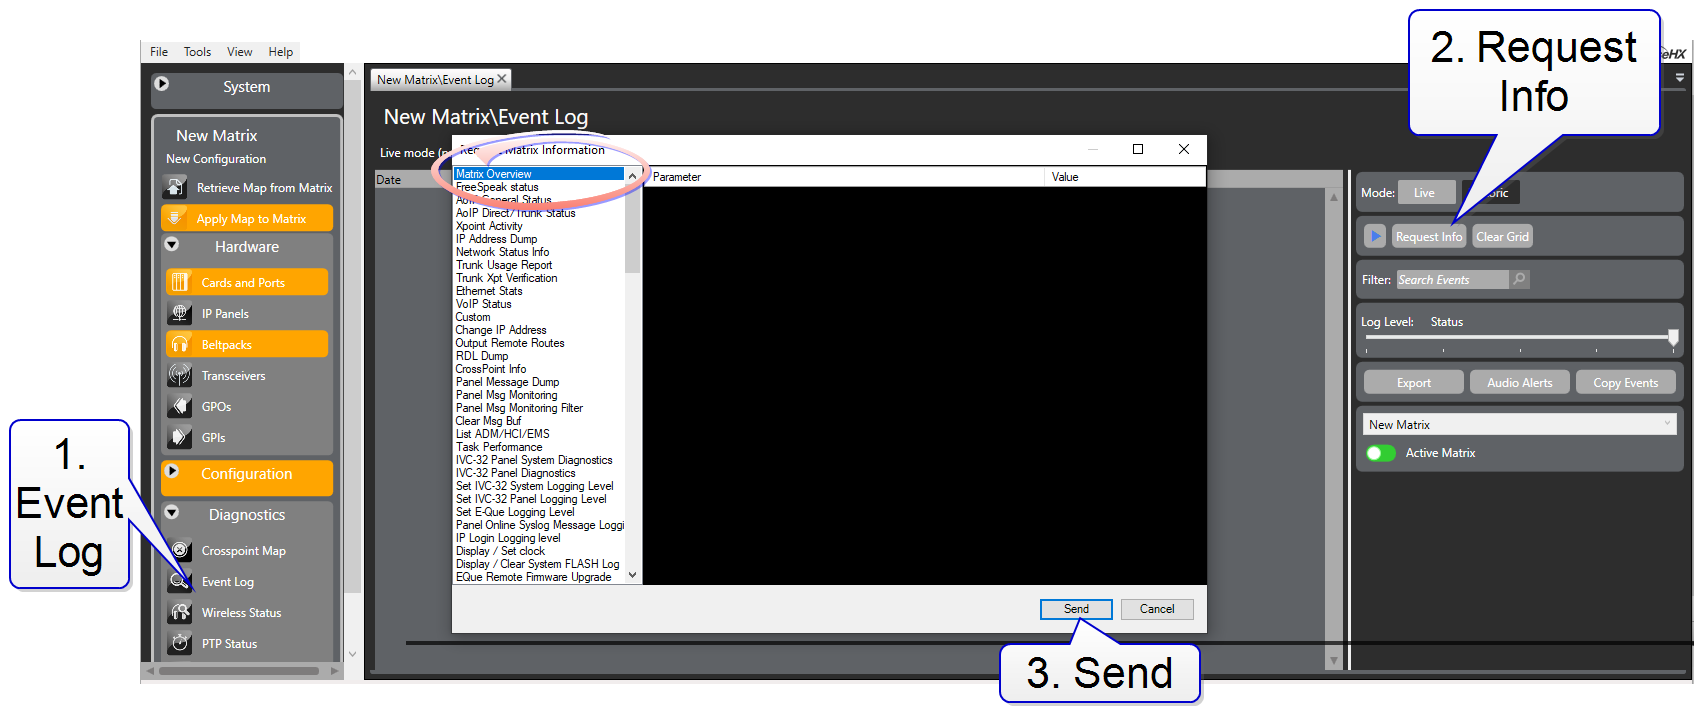 File Tools View Help
eHX
System
New Matrix
New Configuration
Retrieve Map from Matrix
Apply Map to Matrix
Hardware
Cards and Ports
IP Panels
Beltpacks
Transceivers
GPOs
GPIs
Configuration
Diagnostics
Crosspoint Map
Event Log
Wireless Status
PTP Status
1.
Event
Log
New Matrix\Event Log
New Matrix\Event Log
Live mode
Date
Matrix Information
Matrix Overview
FreeSpeak status
AoIP General Status
AoIP Direct/Trunk Status
Xpoint Activity
IP Address Dump
Network Status Info
Trunk Usage Report
Trunk Xpt Verification
Ethernet Stats
VoIP Status
Custom
Change IP Address
Output Remote Routes
RDL Dump
CrossPoint Info
Panel Message Dump
Panel Msg Monitoring
Panel Msg Monitoring Filter
Clear Msg Buf
List ADM/HCI/EMS
Task Performance
IVC-32 Panel System Diagnostics
IVC-32 Panel Diagnostics
Set IVC-32 System Logging Level
Set IVC-32 Panel Logging Level
Set E-Que Logging Level
Panel Online Syslog Message Loggi
IP Login Logging level
Display / Set clock
Display / Clear System FLASH Log
EQue Remote Firmware Upgrade
Parameter Value
Send Cancel
3. Send
2. Request
Info
Mode: Live ric
Request Info Clear Grid
Filter: Search Events
Log Level: Status
Export Audio Alerts Copy Events
New Matrix
Active Matrix